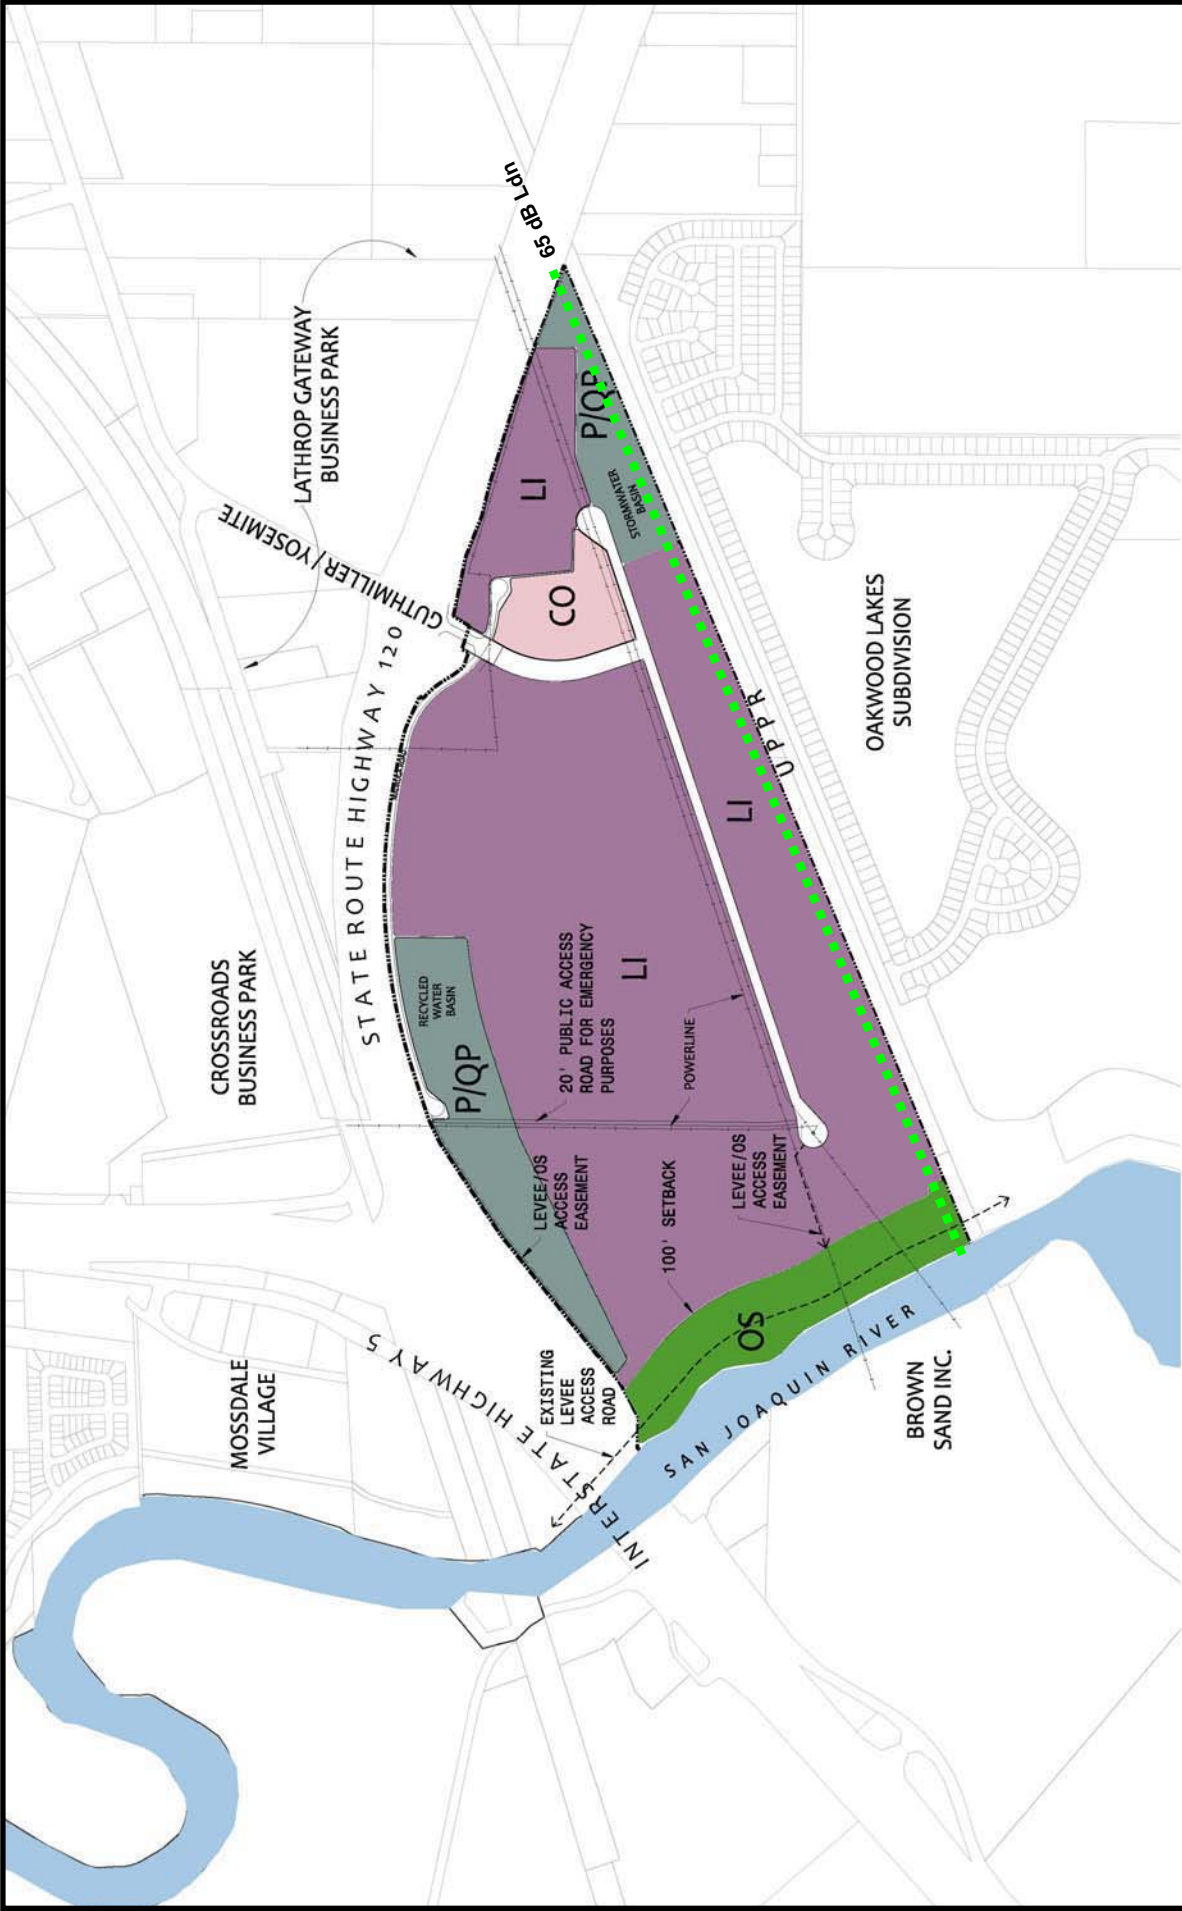 MOSSDALE
VILLAGE
CROSSROADS
BUSINESS PARK
LATHROP GATEWAY
BUSINESS PARK
GUTHMILLER / YOSEMITE
STATE ROUTE HIGHWAY 120
INTERSTATE HIGHWAY 5
65 dB Ldn
EXISTING
LEVEE
ACCESS
ROAD
LEVEE/OS
ACCESS
EASEMENT
P/QP
RECYCLED
WATER
BASIN
20' PUBLIC ACCESS
ROAD FOR EMERGENCY
PURPOSES
LI
CO
LI
P/QP
STORMWATER
BASIN
100' SETBACK
POWERLINE
LEVEE/OS
ACCESS
EASEMENT
OS
LI
UPPR
SAN JOAQUIN RIVER
BROWN
SAND INC.
OAKWOOD LAKES
SUBDIVISION